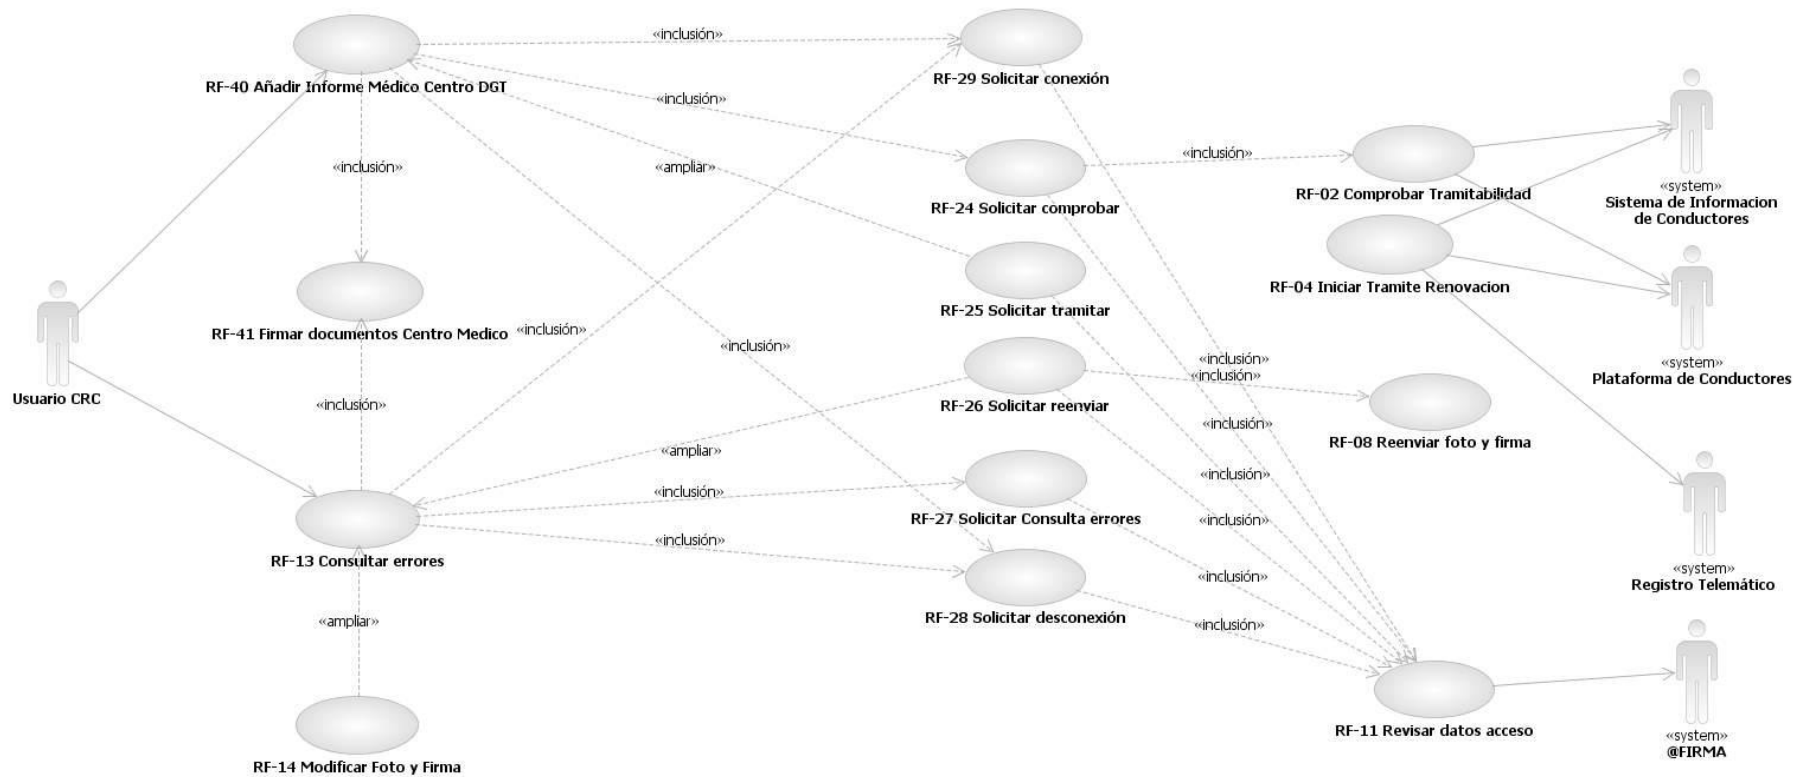 «inclusión»
RF-40 Añadir Informe Médico Centro DGT
RF-29 Solicitar conexión
«inclusión»
«inclusión»
«ampliar»
«inclusión»
RF-02 Comprobar Tramitabilidad
«system»
Sistema de Informacion
de Conductores
RF-24 Solicitar comprobar
RF-04 Iniciar Tramite Renovacion
RF-25 Solicitar tramitar
RF-41 Firmar documentos Centro Medico
«inclusión»
«inclusión»
«inclusión»
«inclusión»
«system»
Plataforma de Conductores
Usuario CRC
«inclusión»
RF-26 Solicitar reenviar
«inclusión»
RF-08 Reenviar foto y firma
«ampliar»
«inclusión»
«inclusión»
RF-27 Solicitar Consulta errores
«inclusión»
«inclusión»
RF-13 Consultar errores
«inclusión»
«system»
Registro Telemático
RF-28 Solicitar desconexión
«inclusión»
«ampliar»
RF-11 Revisar datos acceso
«system»
@FIRMA
RF-14 Modificar Foto y Firma